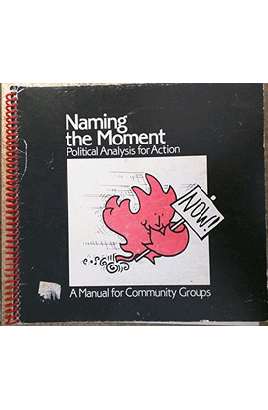 Naming
the Moment
Political Analysis for Action
NOW!
A Manual for Community Groups